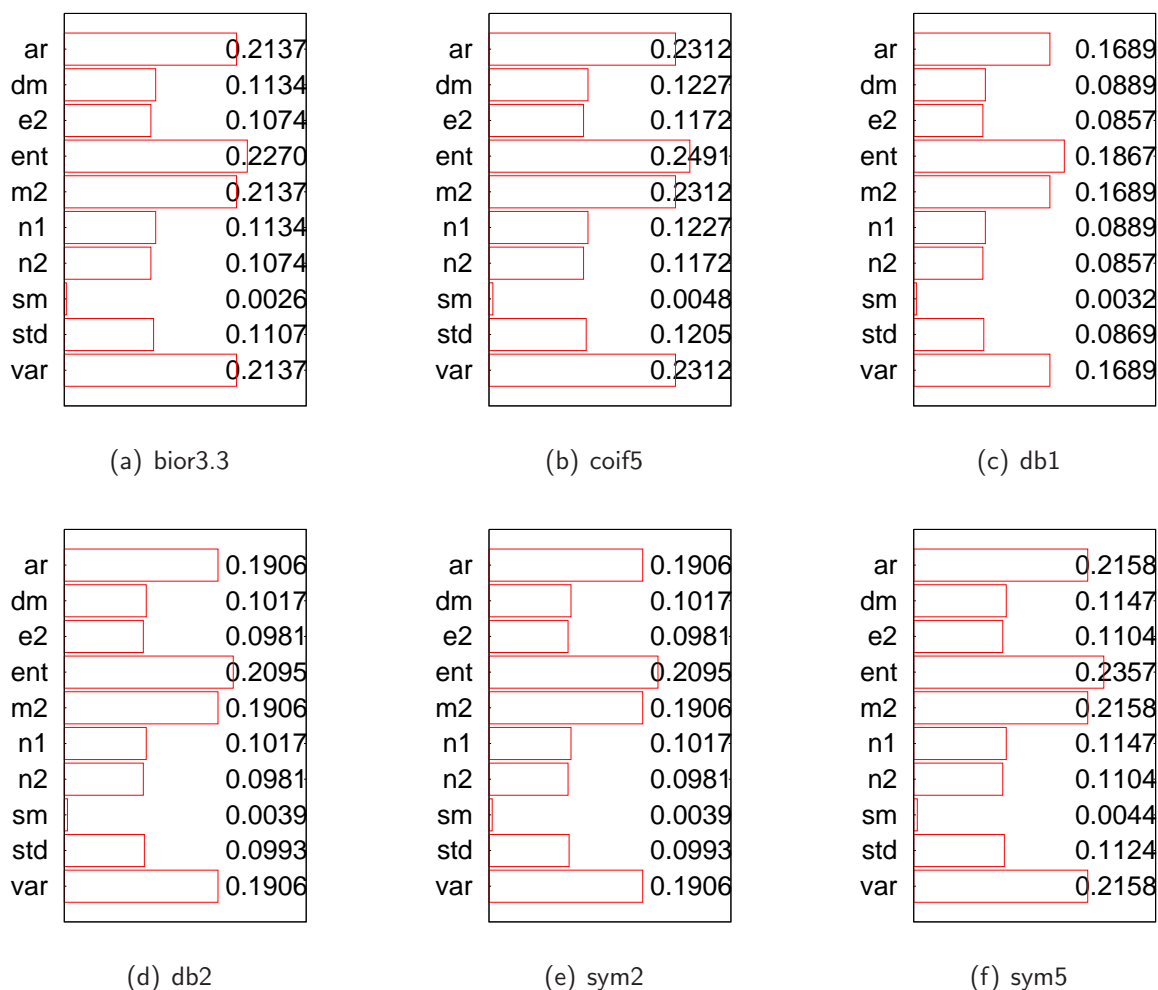 ar 0.2137
dm 0.1134
e2 0.1074
ent 0.2270
m2 0.2137
n1 0.1134
n2 0.1074
sm 0.0026
std 0.1107
var 0.2137
(a) bior3.3
ar 0.2312
dm 0.1227
e2 0.1172
ent 0.2491
m2 0.2312
n1 0.1227
n2 0.1172
sm 0.0048
std 0.1205
var 0.2312
(b) coif5
ar 0.1689
dm 0.0889
e2 0.0857
ent 0.1867
m2 0.1689
n1 0.0889
n2 0.0857
sm 0.0032
std 0.0869
var 0.1689
(c) db1
ar 0.1906
dm 0.1017
e2 0.0981
ent 0.2095
m2 0.1906
n1 0.1017
n2 0.0981
sm 0.0039
std 0.0993
var 0.1906
(d) db2
ar 0.1906
dm 0.1017
e2 0.0981
ent 0.2095
m2 0.1906
n1 0.1017
n2 0.0981
sm 0.0039
std 0.0993
var 0.1906
(e) sym2
ar 0.2158
dm 0.1147
e2 0.1104
ent 0.2357
m2 0.2158
n1 0.1147
n2 0.1104
sm 0.0044
std 0.1124
var 0.2158
(f) sym5